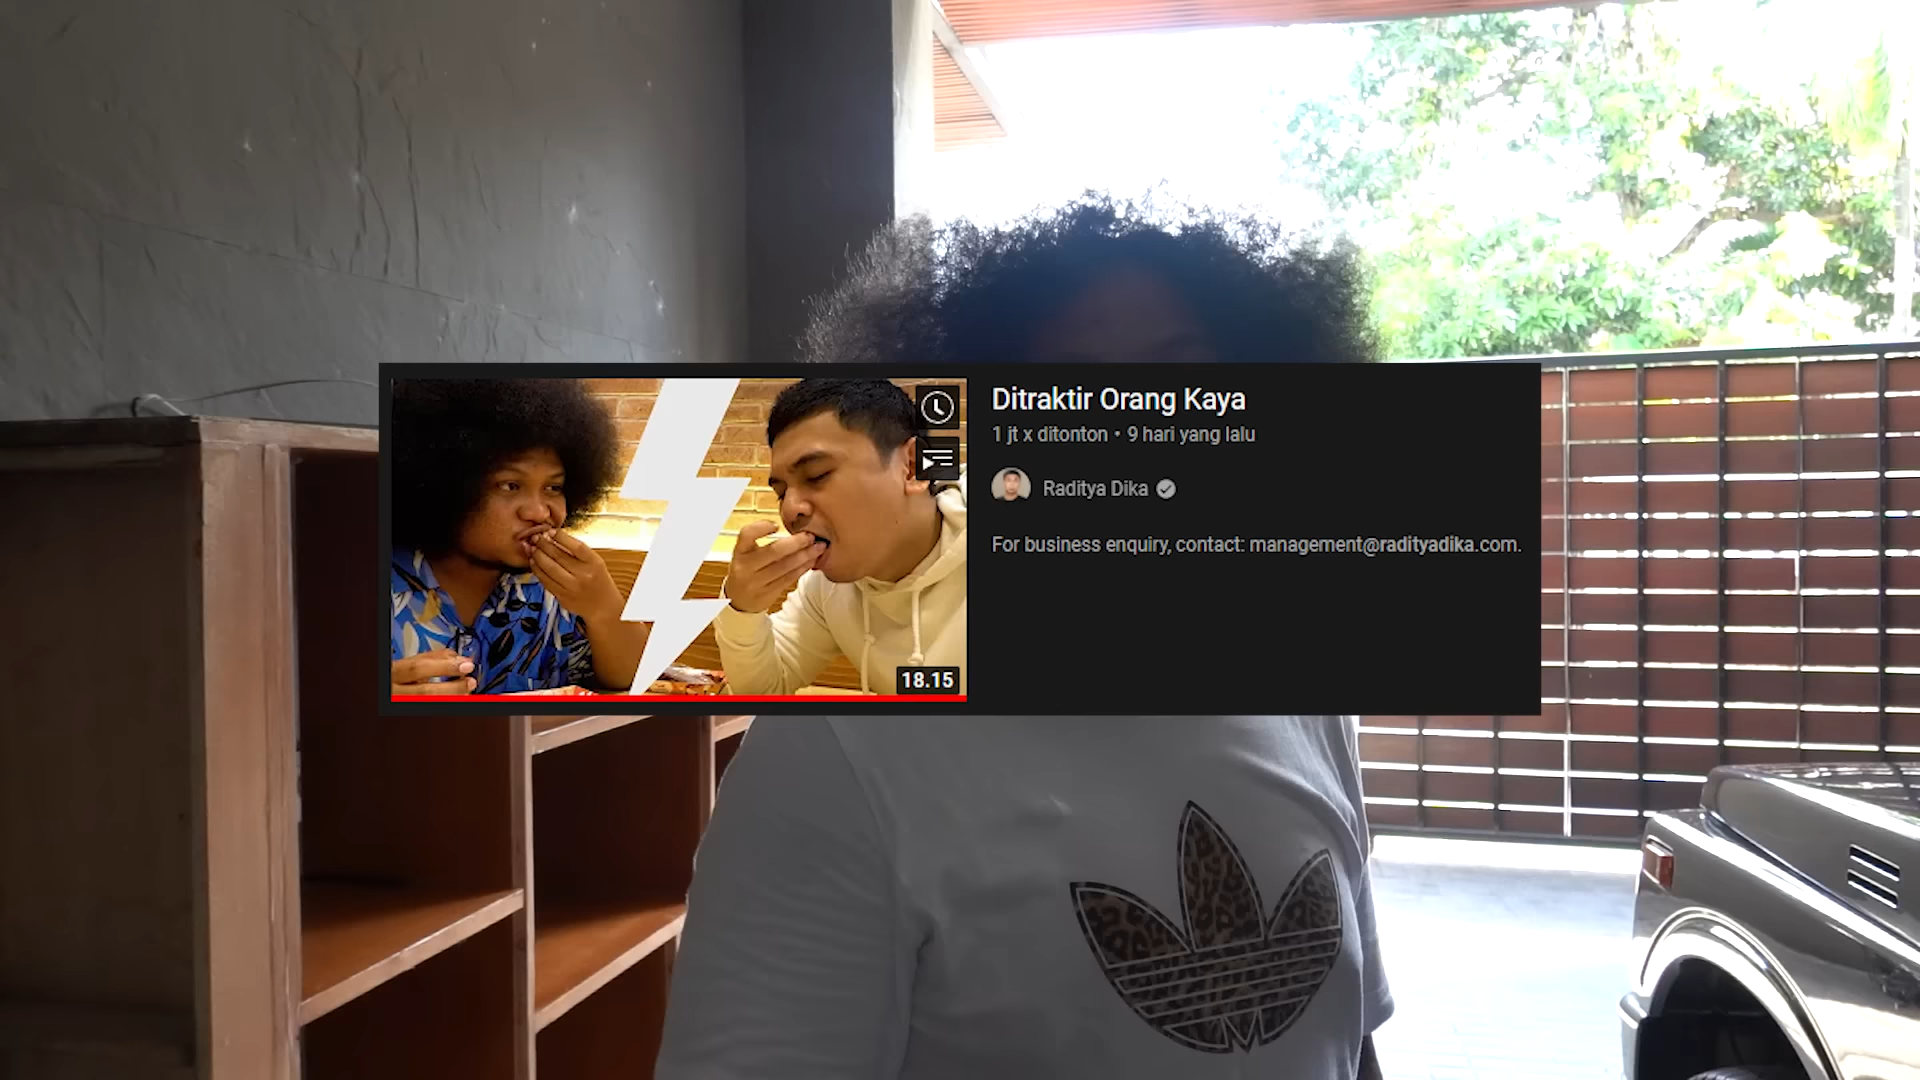 Ditraktir Orang Kaya
1 jt x ditonton • 9 hari yang lalu
Raditya Dika
For business enquiry, contact: management@radityadika.com.
18.15